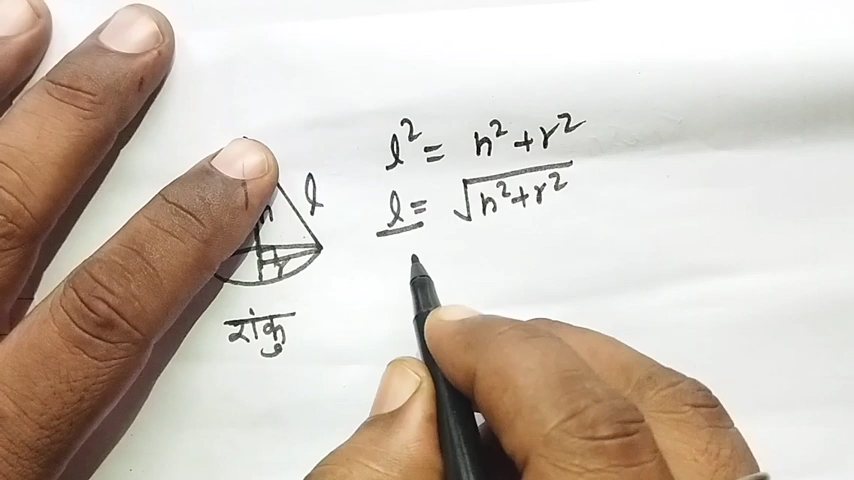 l² = h² + r²
l = √h² + r²
h
l
r
शंकु